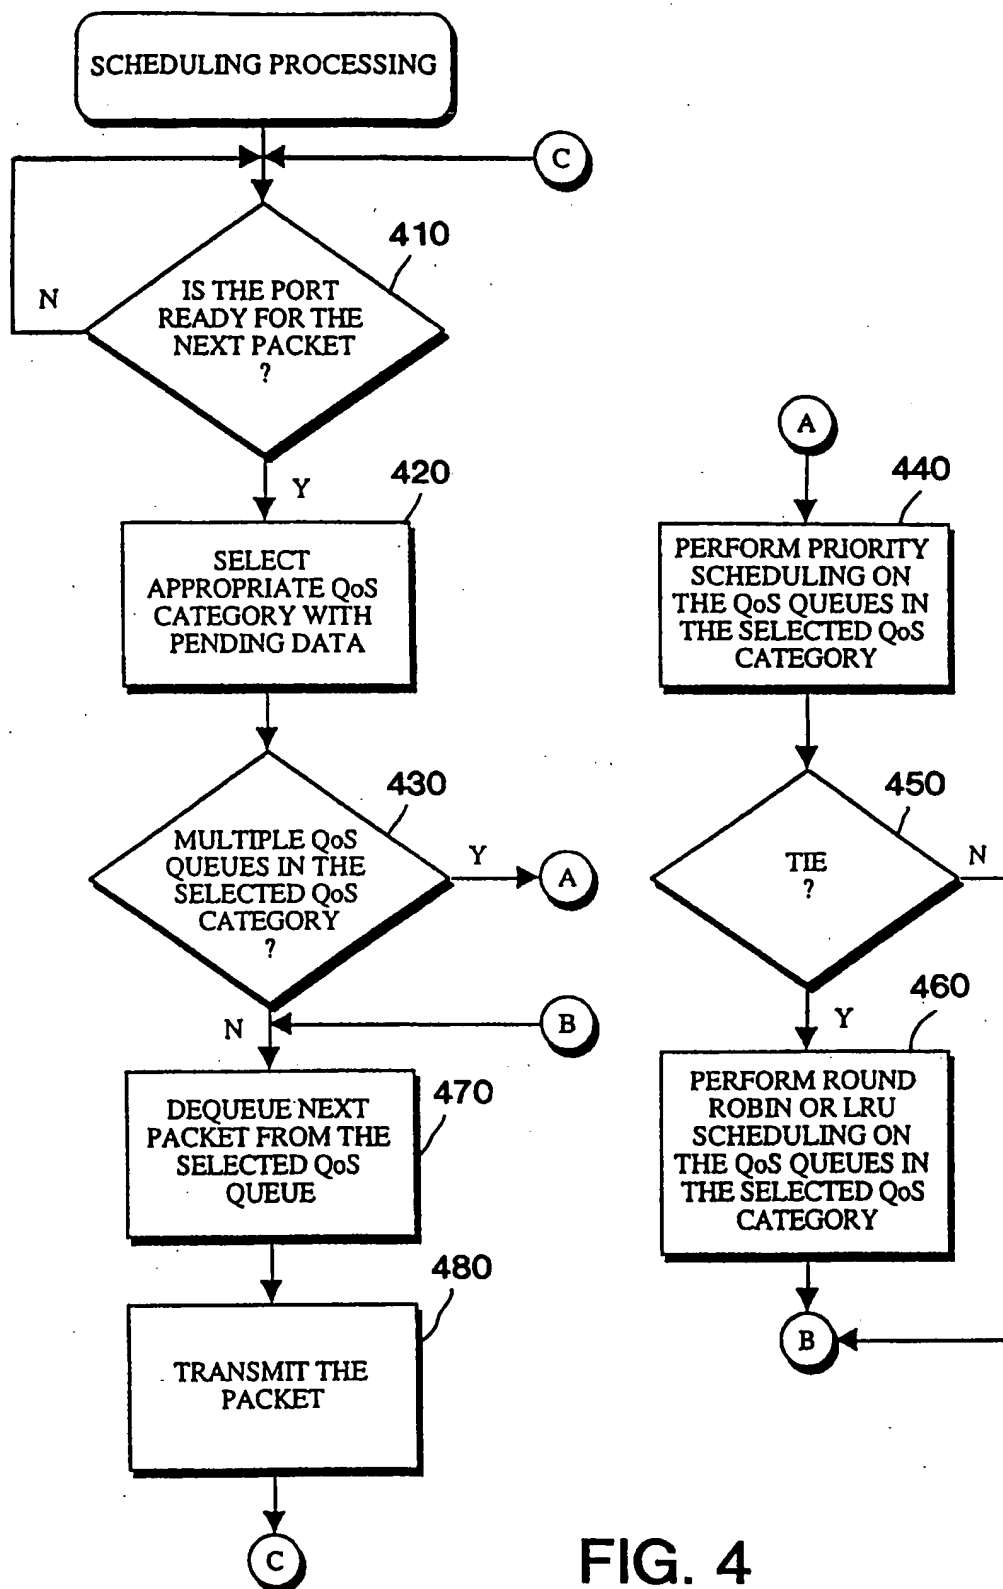 SCHEDULING PROCESSING
C
410
IS THE PORT
READY FOR THE
NEXT PACKET
?
N
Y
420
SELECT
APPROPRIATE QoS
CATEGORY WITH
PENDING DATA
430
MULTIPLE QoS
QUEUES IN THE
SELECTED QoS
CATEGORY
?
Y
A
N
B
470
DEQUEUE NEXT
PACKET FROM THE
SELECTED QoS
QUEUE
480
TRANSMIT THE
PACKET
C
A
440
PERFORM PRIORITY
SCHEDULING ON
THE QoS QUEUES IN
THE SELECTED QoS
CATEGORY
450
TIE
?
N
Y
460
PERFORM ROUND
ROBIN OR LRU
SCHEDULING ON
THE QoS QUEUES IN
THE SELECTED QoS
CATEGORY
B
FIG. 4